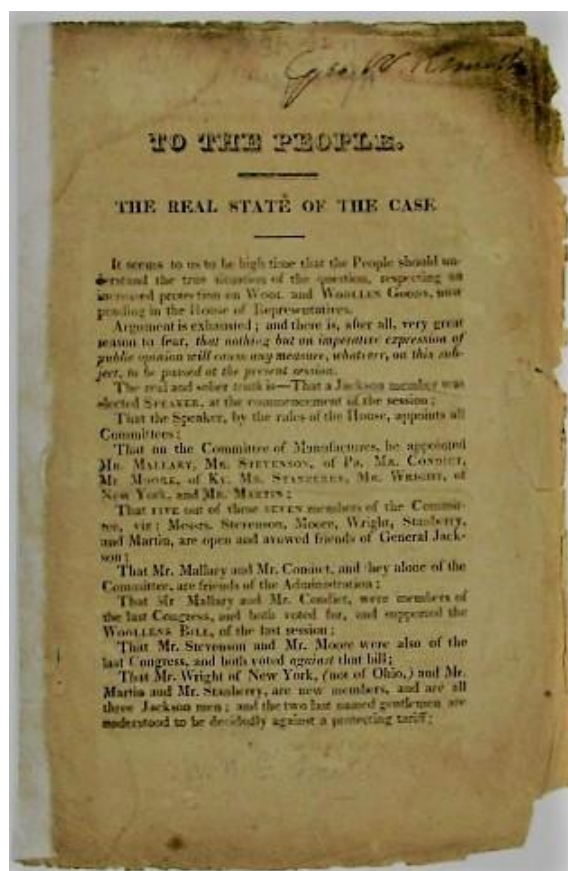 TO THE PEOPLE.
THE REAL STATE OF THE CASE
It seems to us to be high time that the People should un-
derstand the true situation of the question, respecting an
increased protection on WOOL and WOOLLEN GOODS, now
pending in the House of Representatives.
Argument is exhausted; and there is, after all, very great
reason to fear, that nothing but an imperative expression of
public opinion will cause any measure, whatever, on this sub-
ject, to be passed at the present session.
The real and sober truth is—That a Jackson member was
elected SPEAKER, at the commencement of the session;
That the Speaker, by the rules of the House, appoints all
Committees;
That on the Committee of Manufactures, he appointed
MR. MALLARY, MR. STEVENSON, of Pa. MR. CONDICT,
MR MOORE, of KY. MR. STANBERRY, MR. WRIGHT, of
New York, and MR. MARTIN;
That FIVE out of these SEVEN members of the Commit-
tee, viz; Messrs. Stevenson, Moore, Wright, Stanberry,
and Martin, are open and avowed friends of General Jack-
son;
That Mr. Mallary and Mr. Condict, and they alone of the
Committee, are friends of the Administration;
That Mr Mallary and Mr. Condict, were members of
the last Congress, and both voted for, and supported the
WOOLLENS BILL, of the last session;
That Mr. Stevenson and Mr. Moore were also of the
last Congress, and both voted against that bill;
That Mr. Wright of New York, (not of Ohio,) and Mr.
Martin and Mr. Stanberry, are new members, and are all
three Jackson men; and the two last named gentlemen are
understood to be decidedly against a protecting tariff;